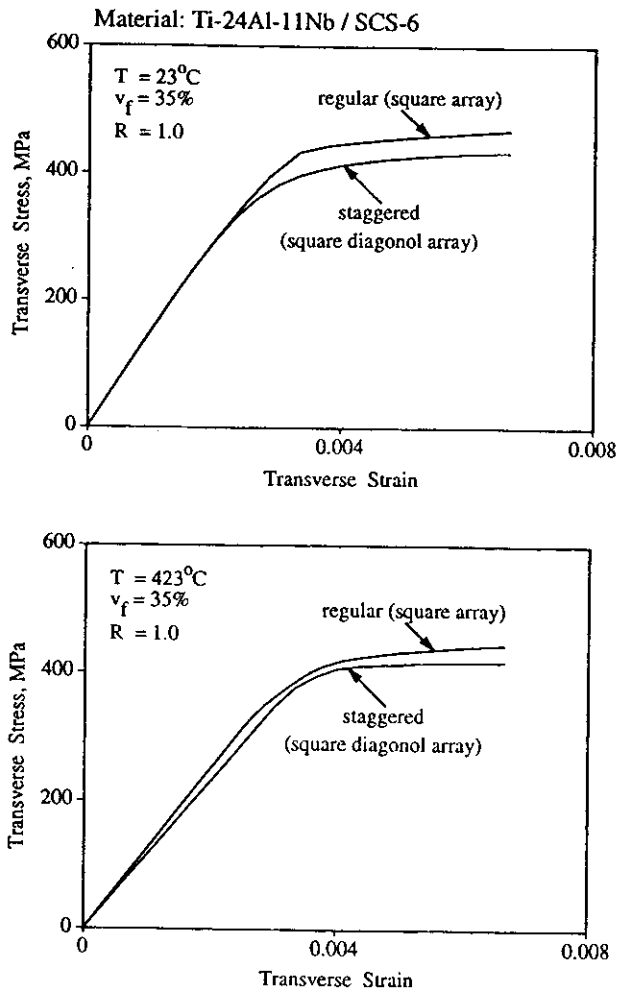 Material: Ti-24Al-11Nb / SCS-6
600
T = 23°C
v_f = 35%
R = 1.0
regular (square array)
400
staggered
(square diagonol array)
200
0
0
0.004
0.008
Transverse Stress, MPa
Transverse Strain
600
T = 423°C
v_f = 35%
R = 1.0
regular (square array)
400
staggered
(square diagonol array)
200
0
0
0.004
0.008
Transverse Stress, MPa
Transverse Strain